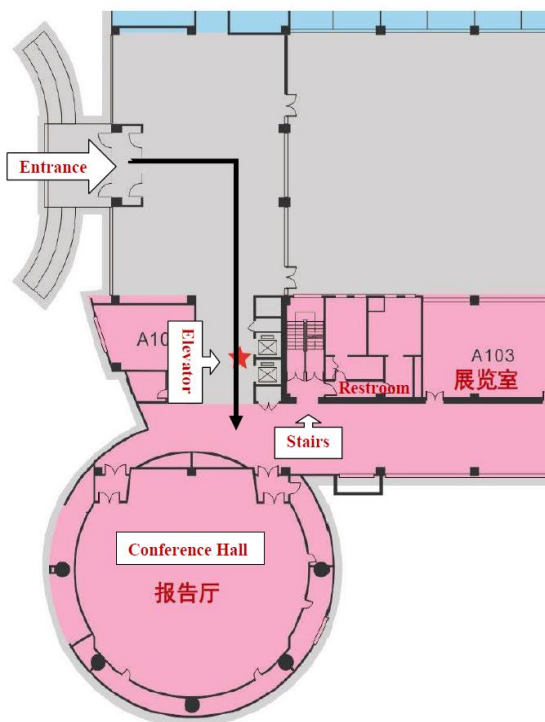 Entrance
Elevator
A10
A103
展览室
Restroom
Stairs
Conference Hall
报告厅